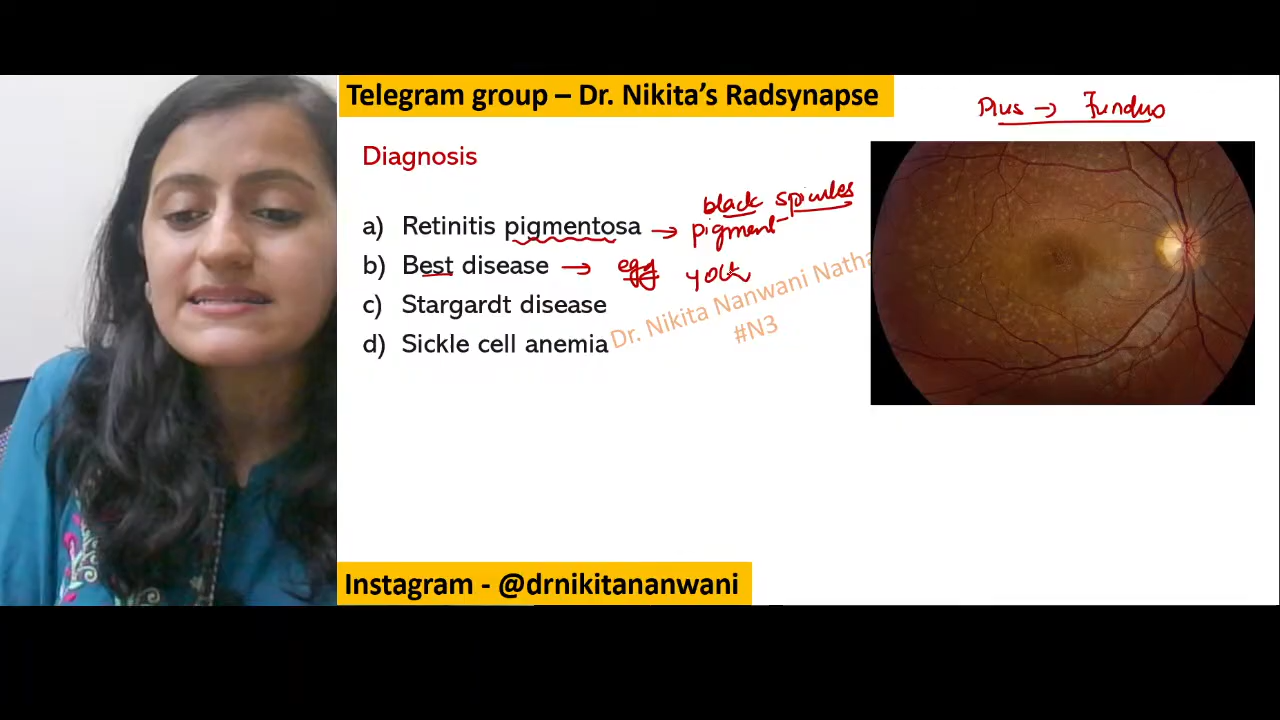 Telegram group – Dr. Nikita's Radsynapse
Plus → Fundus
Diagnosis
black spicules
a) Retinitis pigmentosa → pigment
b) Best disease → egg yolk
c) Stargardt disease
d) Sickle cell anemia
Dr. Nikita Nanwani Natha
#N3
Instagram - @drnikitananwani